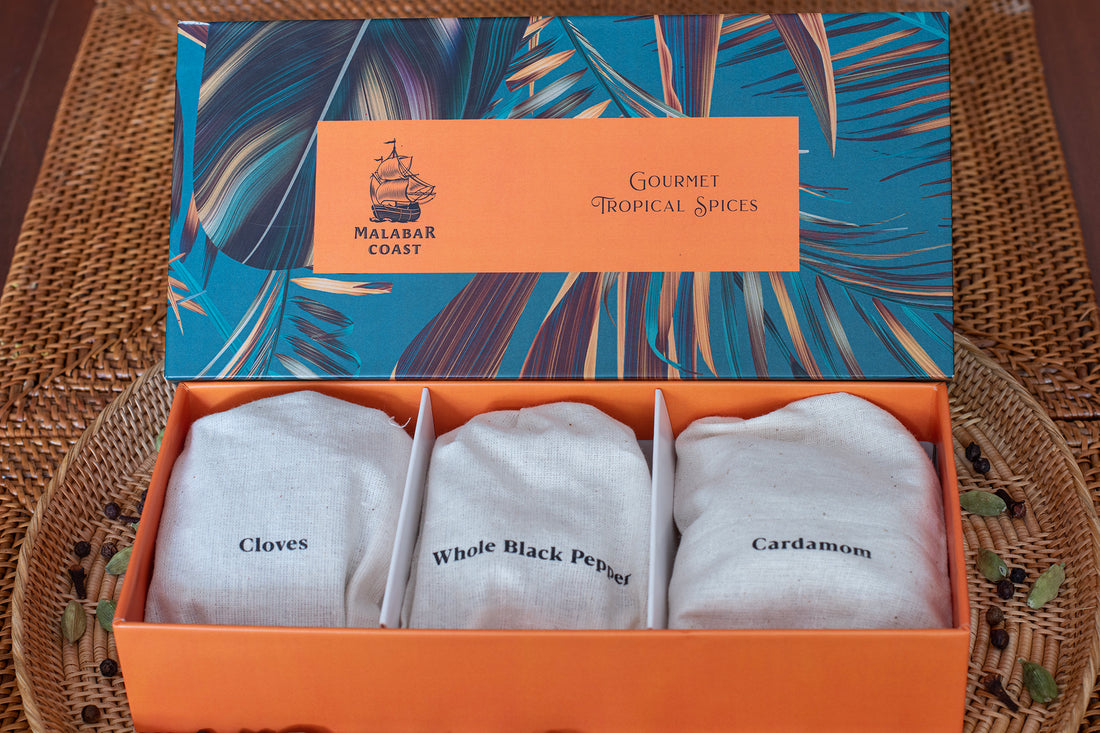 MALABAR
COAST
GOURMET
TROPICAL SPICES
Cloves
Whole Black Pepper
Cardamom